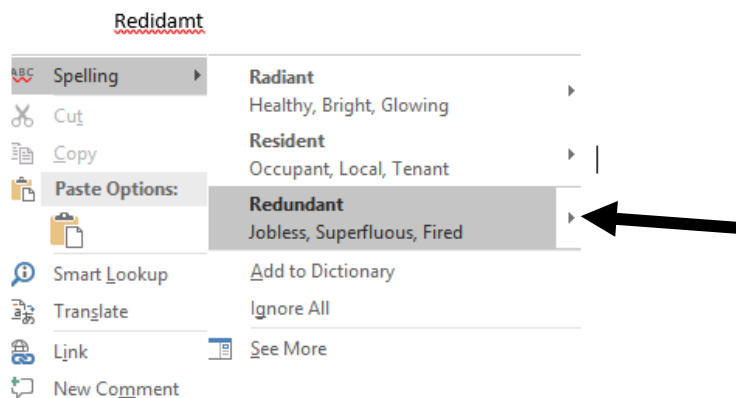 Redidamt
ABC Spelling
Cut
Copy
Paste Options:
Smart Lookup
Translate
Link
New Comment
Radiant
Healthy, Bright, Glowing
Resident
Occupant, Local, Tenant
Redundant
Jobless, Superfluous, Fired
Add to Dictionary
Ignore All
See More